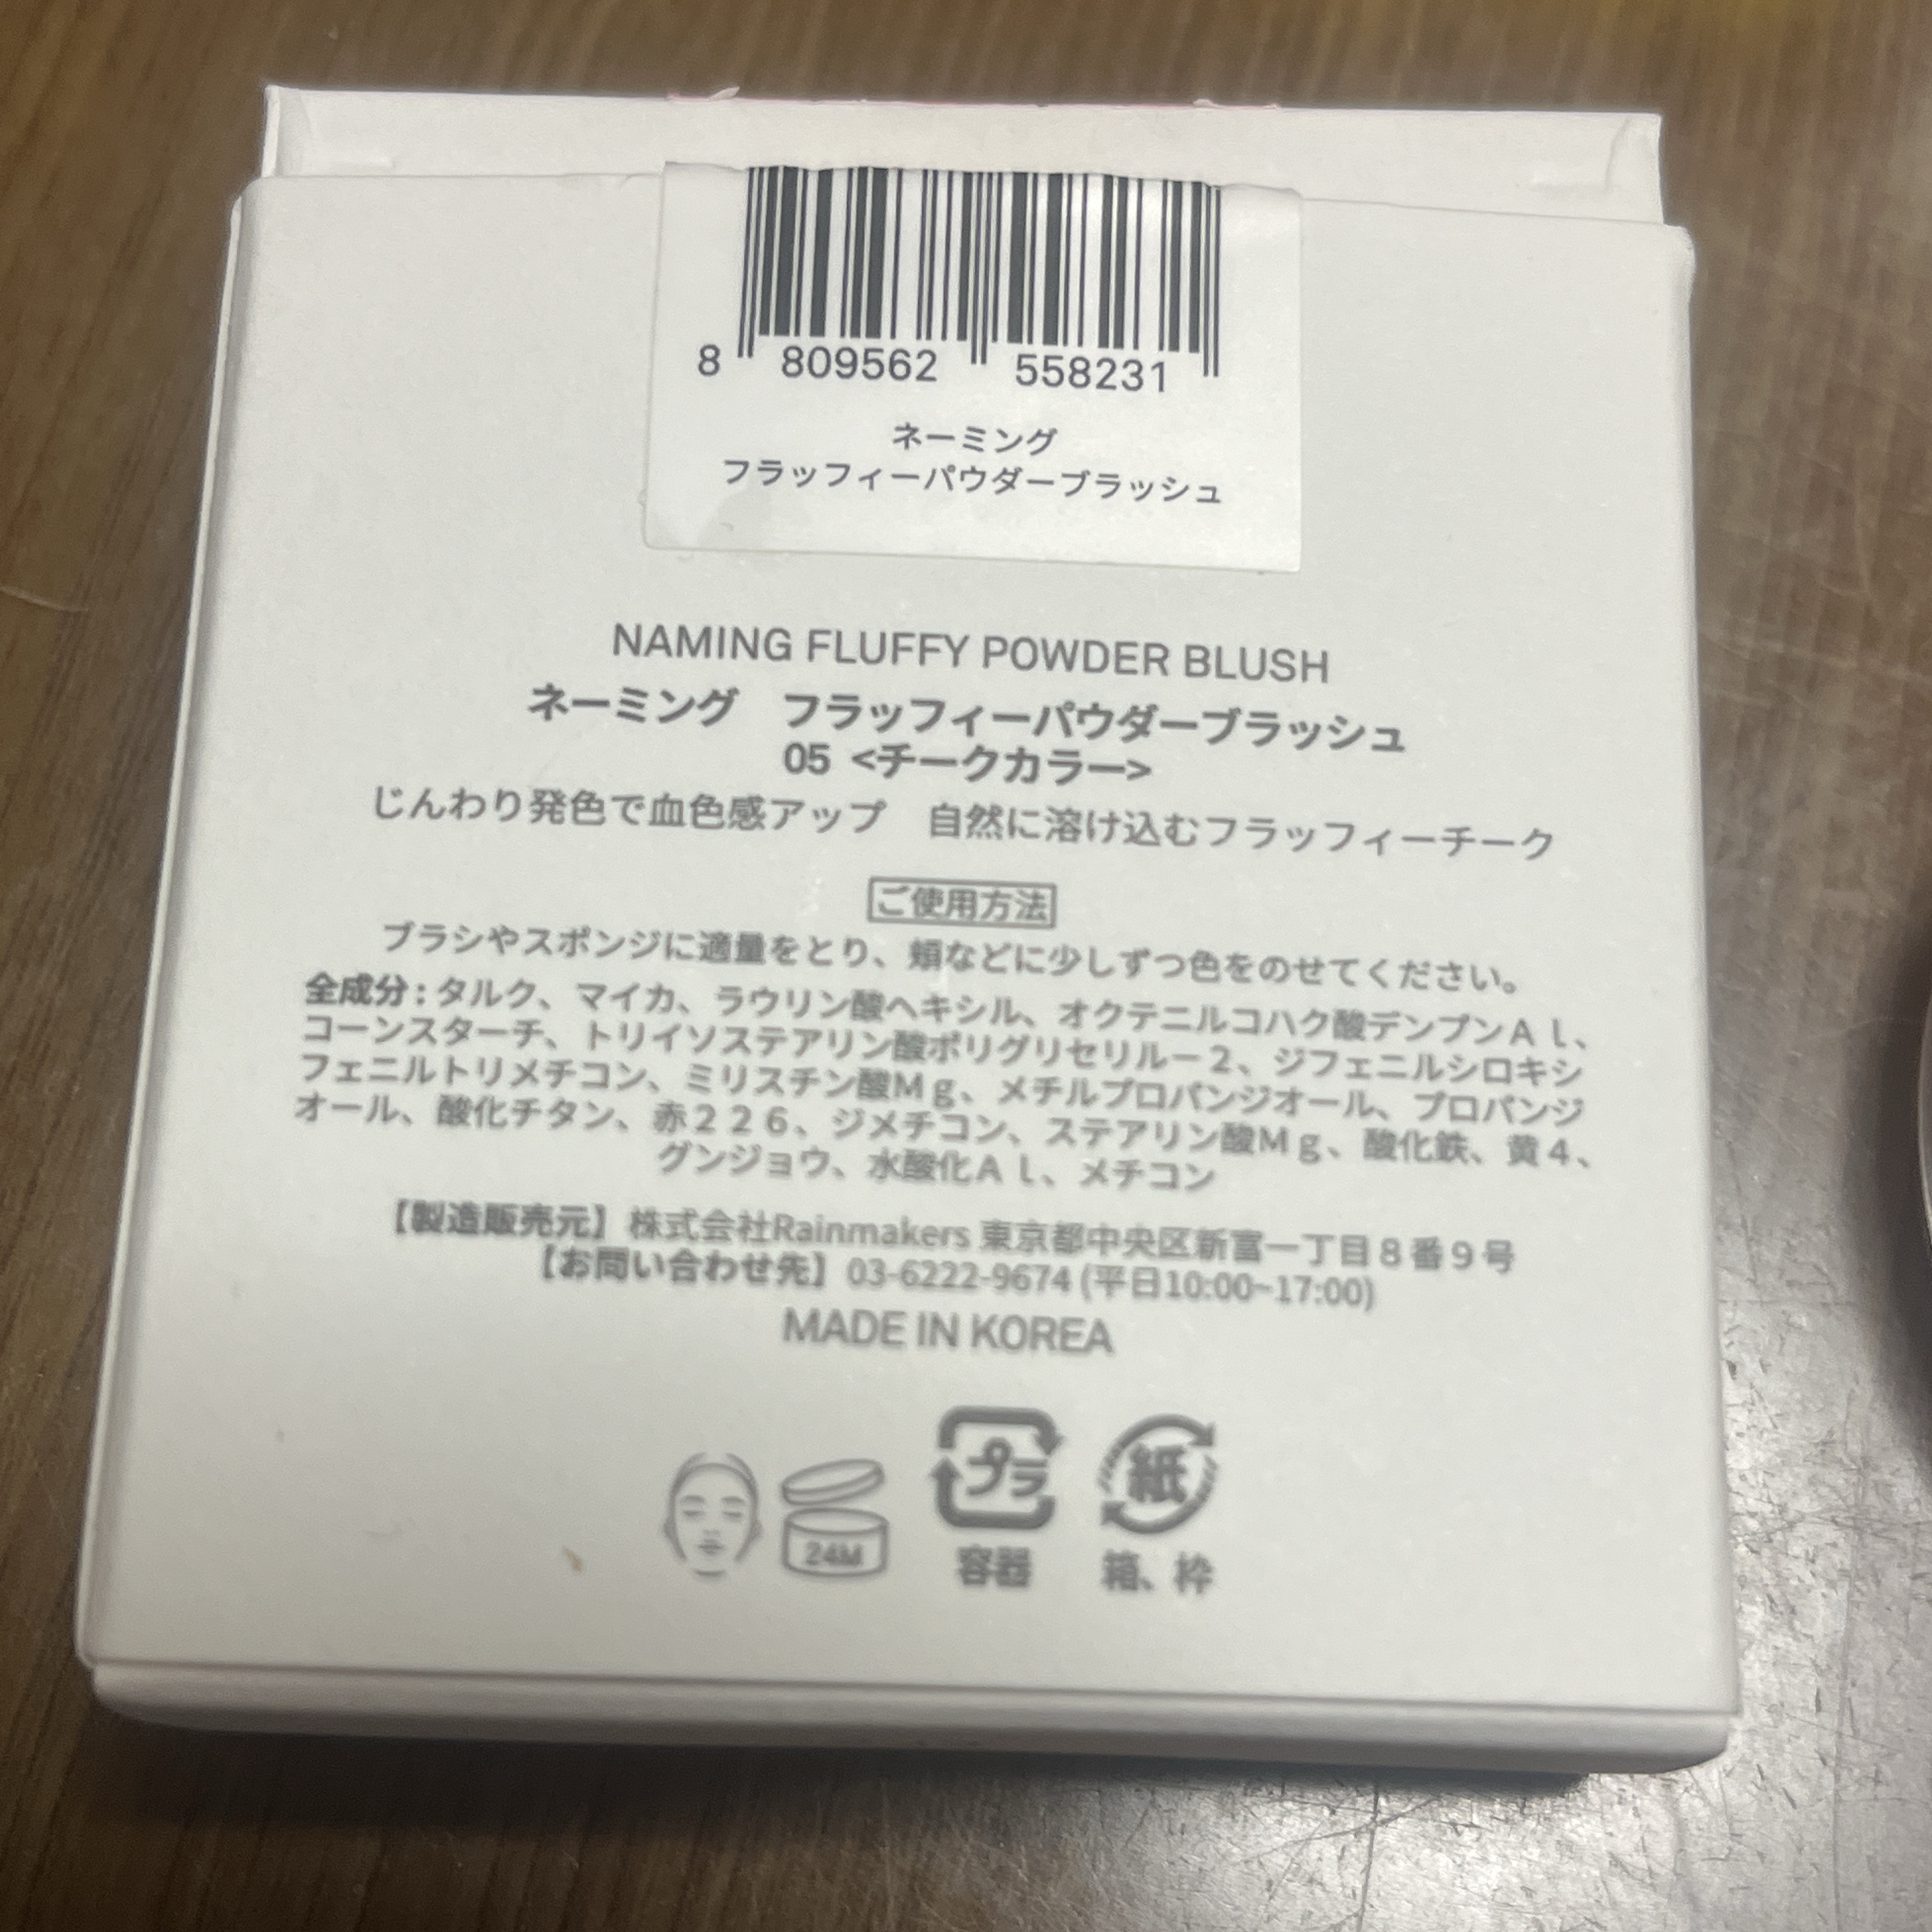 8 809562 558231
ネーミング
フラッフィーパウダーブラッシュ
NAMING FLUFFY POWDER BLUSH
ネーミング　フラッフィーパウダーブラッシュ
05 <チークカラー>
じんわり発色で血色感アップ　自然に溶け込むフラッフィーチーク
ご使用方法
ブラシやスポンジに適量をとり、頬などに少しずつ色をのせてください。
全成分：タルク、マイカ、ラウリン酸ヘキシル、オクテニルコハク酸デンプンＡｌ、
コーンスターチ、トリイソステアリン酸ポリグリセリル－２、ジフェニルシロキシ
フェニルトリメチコン、ミリスチン酸Ｍｇ、メチルプロパンジオール、プロパンジ
オール、酸化チタン、赤２２６、ジメチコン、ステアリン酸Ｍｇ、酸化鉄、黄４、
グンジョウ、水酸化Ａｌ、メチコン
【製造販売元】株式会社Rainmakers 東京都中央区新富一丁目８番９号
【お問い合わせ先】03-6222-9674 (平日10:00~17:00)
MADE IN KOREA
24M
プラ
紙
容器
箱、枠